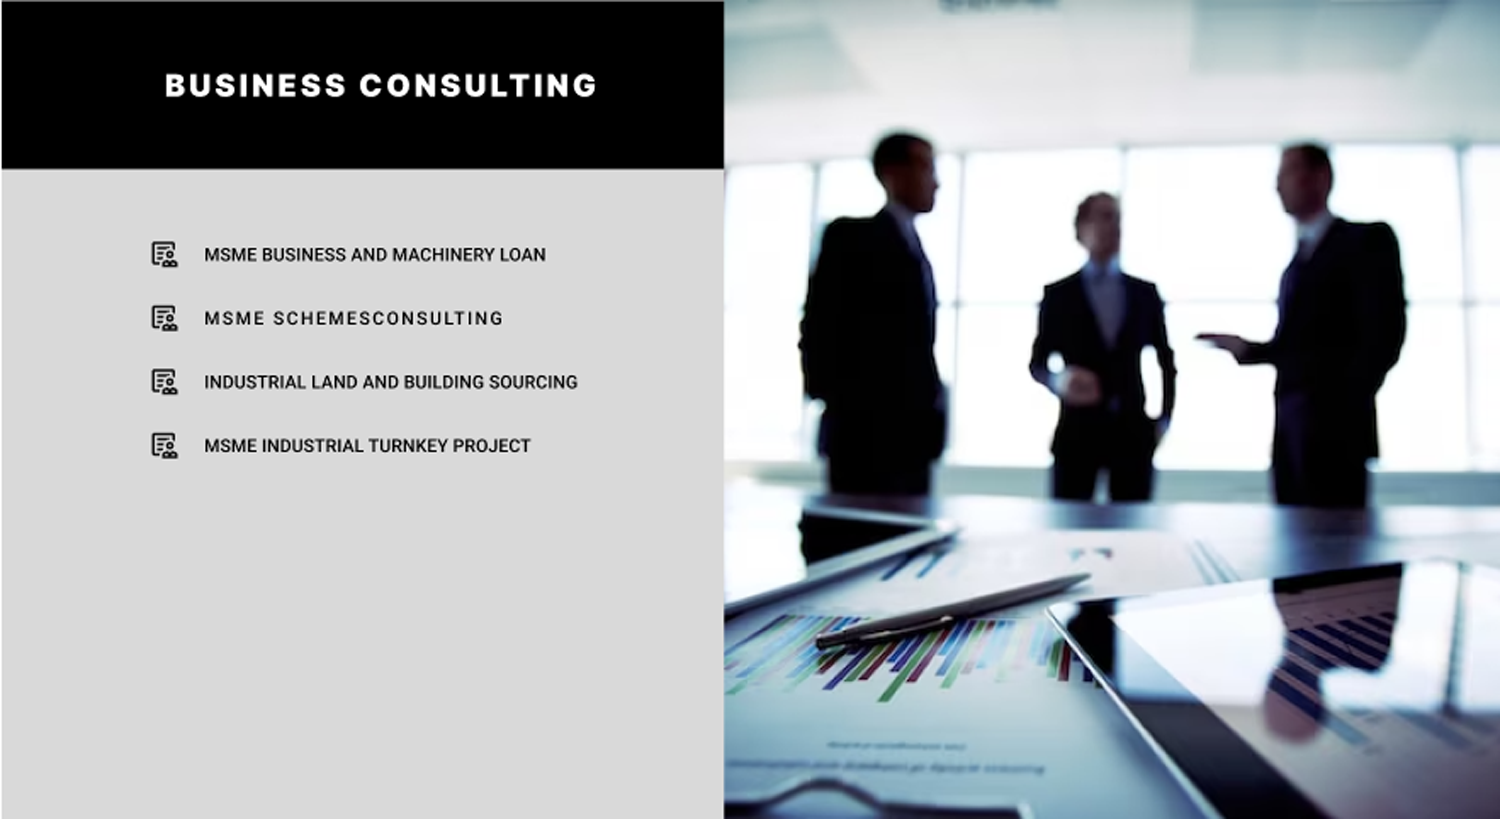 BUSINESS CONSULTING
MSME BUSINESS AND MACHINERY LOAN
MSME SCHEMESCONSULTING
INDUSTRIAL LAND AND BUILDING SOURCING
MSME INDUSTRIAL TURNKEY PROJECT